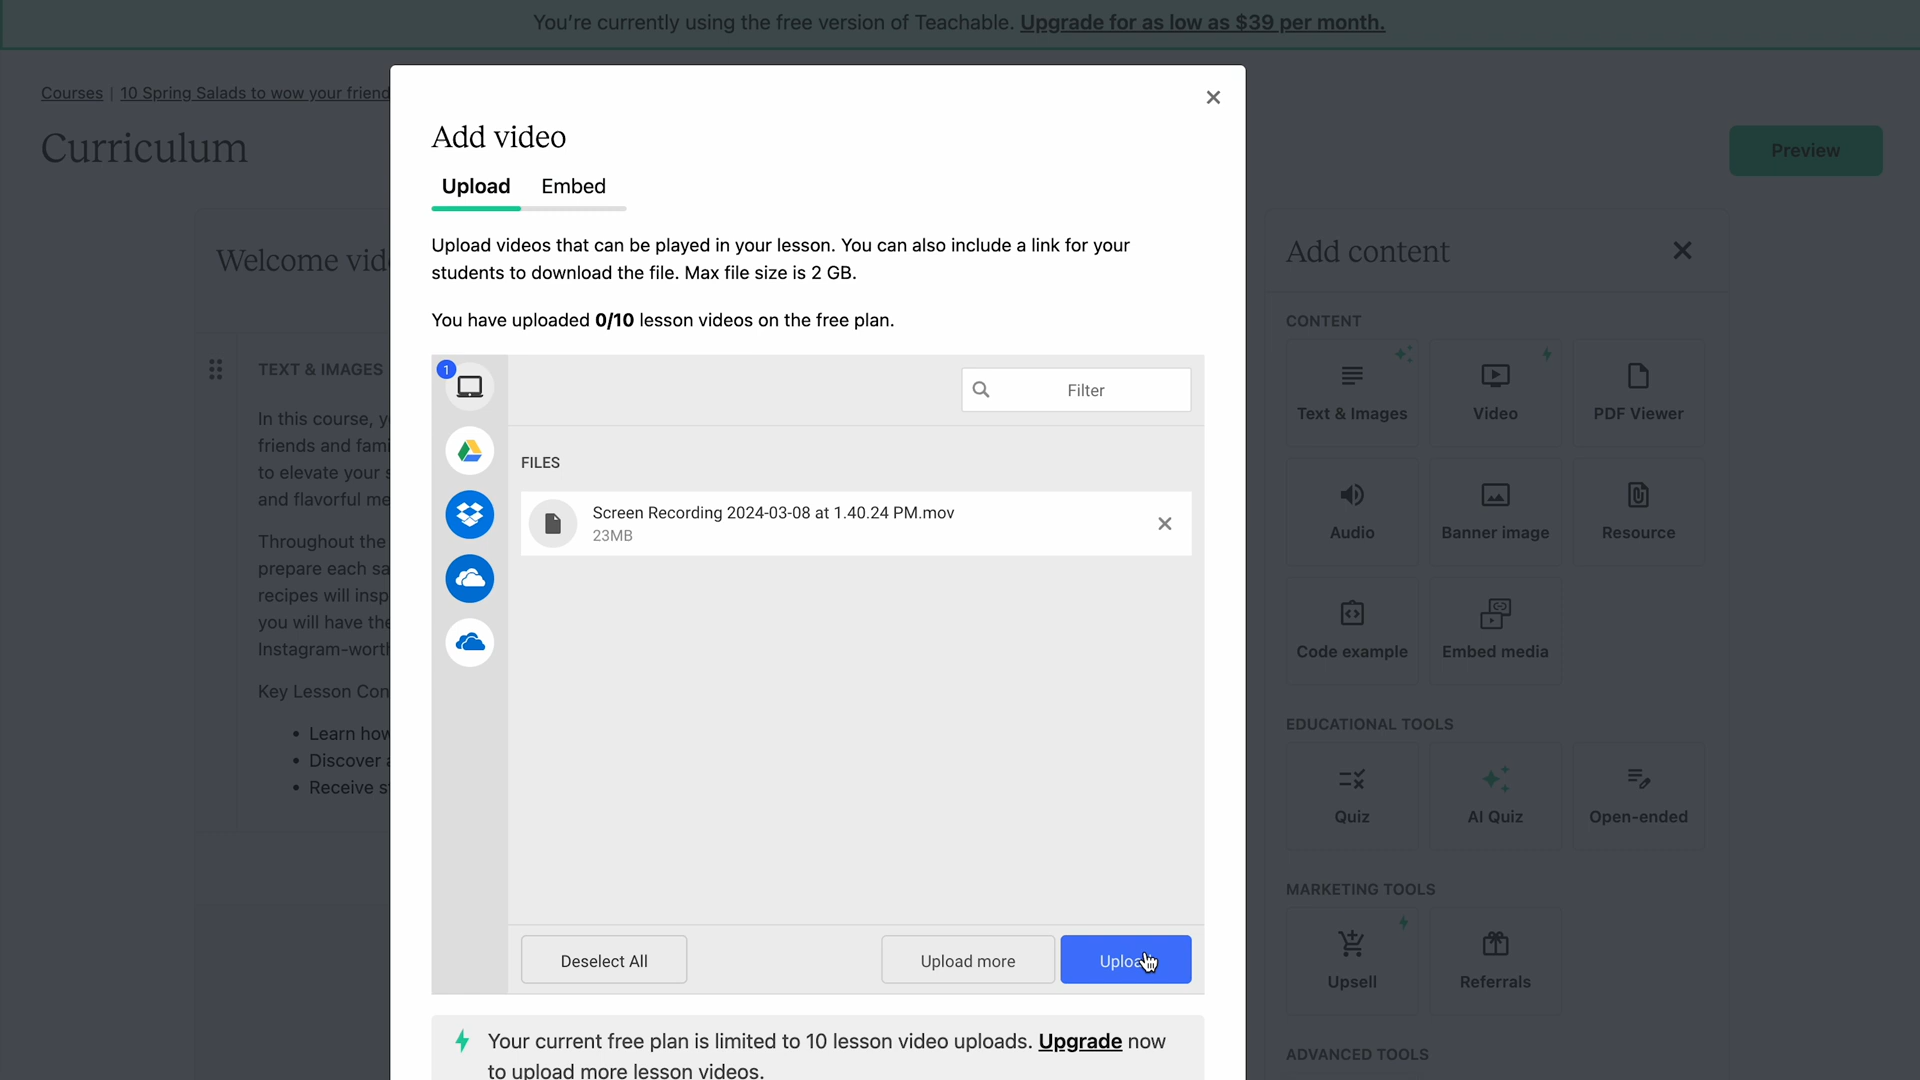 You're currently using the free version of Teachable. Upgrade for as low as $39 per month.
Courses | 10 Spring Salads to wow your friend
Curriculum
Preview
Welcome vid
TEXT & IMAGES
In this course, y
friends and fami
to elevate your
and flavorful me
Throughout the
prepare each sa
recipes will insp
you will have the
Instagram-wort
Key Lesson Con
• Learn how
• Discover
• Receive
Add video
Upload Embed
Upload videos that can be played in your lesson. You can also include a link for your
students to download the file. Max file size is 2 GB.
You have uploaded 0/10 lesson videos on the free plan.
1
Filter
FILES
Screen Recording 2024-03-08 at 1.40.24 PM.mov
23MB
Deselect All
Upload more
Upload
Your current free plan is limited to 10 lesson video uploads. Upgrade now
to upload more lesson videos.
Add content
CONTENT
Text & Images
Video
PDF Viewer
Audio
Banner image
Resource
Code example
Embed media
EDUCATIONAL TOOLS
Quiz
AI Quiz
Open-ended
MARKETING TOOLS
Upsell
Referrals
ADVANCED TOOLS